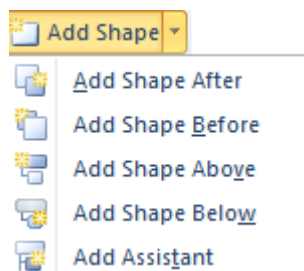 Add Shape
Add Shape After
Add Shape Before
Add Shape Above
Add Shape Below
Add Assistant